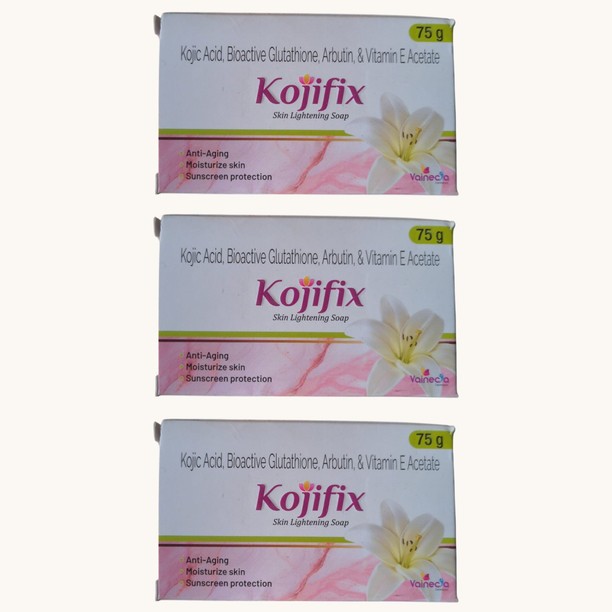 75 g
Kojic Acid, Bioactive Glutathione, Arbutin, & Vitamin E Acetate
Kojifix
Skin Lightening Soap
Anti-Aging
Moisturize skin
Sunscreen protection
75 g
Kojic Acid, Bioactive Glutathione, Arbutin, & Vitamin E Acetate
Kojifix
Skin Lightening Soap
Anti-Aging
Moisturize skin
Sunscreen protection
75 g
Kojic Acid, Bioactive Glutathione, Arbutin, & Vitamin E Acetate
Kojifix
Skin Lightening Soap
Anti-Aging
Moisturize skin
Sunscreen protection